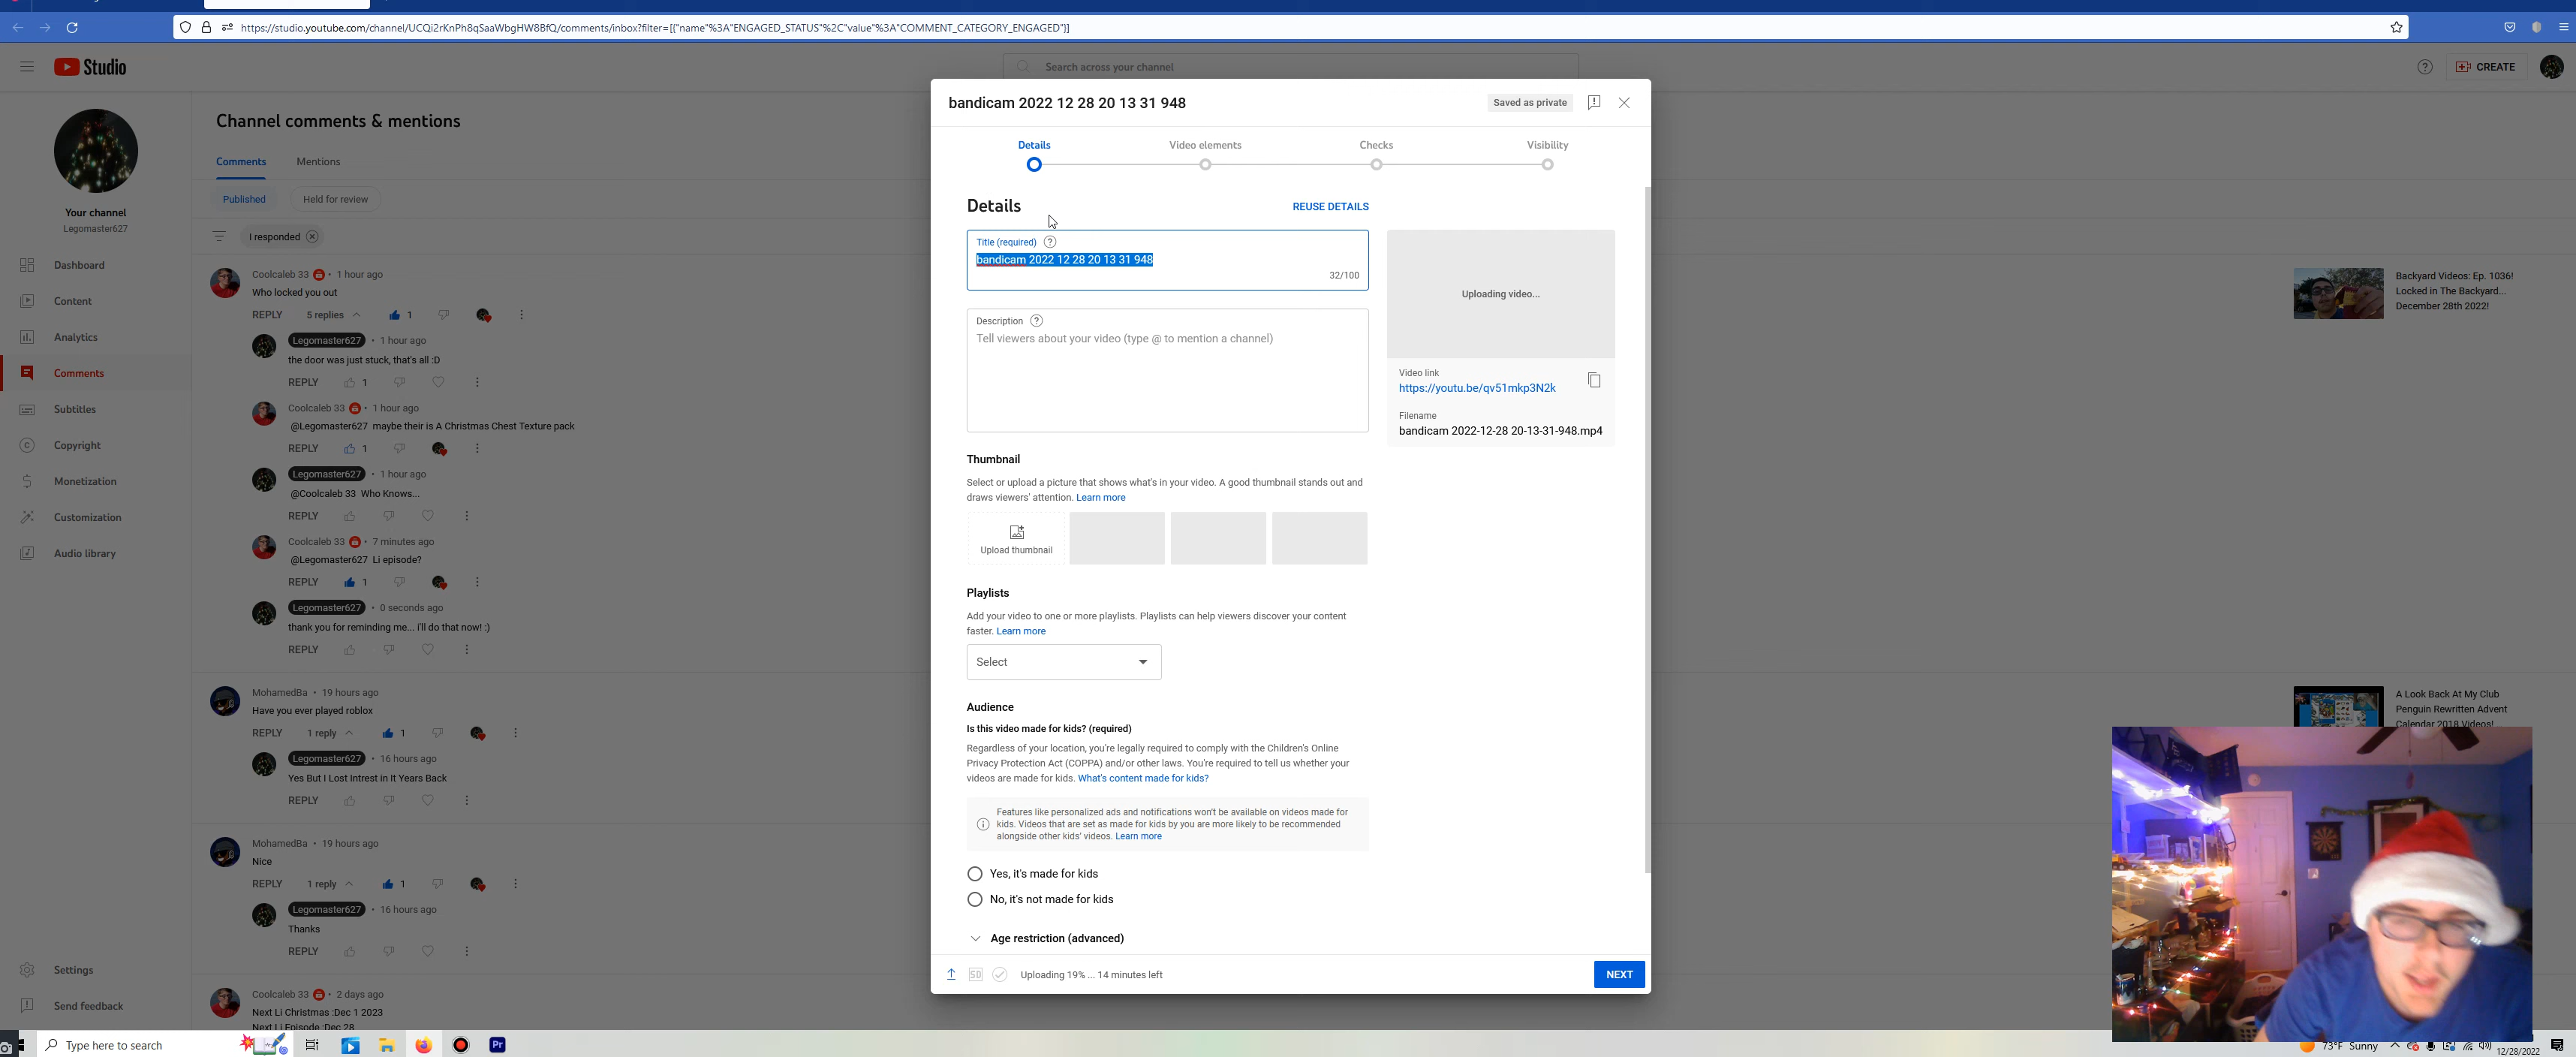 https://studio.youtube.com/channel/UCQi2rKnPh8qSaaWbgHW8BfQ/comments/inbox?filter=[{"name"%3A"ENGAGED_STATUS"%2C"value"%3A"COMMENT_CATEGORY_ENGAGED"}]
Studio
Search across your channel
CREATE
Your channel
Legomaster627
Dashboard
Content
Analytics
Comments
Subtitles
Copyright
Monetization
Customization
Audio library
Settings
Send feedback
Channel comments & mentions
Comments
Mentions
Published
Held for review
I responded
Coolcaleb 33 • 1 hour ago
Who locked you out
REPLY 5 replies 1
Legomaster627 • 1 hour ago
the door was just stuck, that's all :D
REPLY 1
Coolcaleb 33 • 1 hour ago
@Legomaster627 maybe their is A Christmas Chest Texture pack
REPLY 1
Legomaster627 • 1 hour ago
@Coolcaleb 33 Who Knows...
REPLY
Coolcaleb 33 • 7 minutes ago
@Legomaster627 Li episode?
REPLY 1
Legomaster627 • 0 seconds ago
thank you for reminding me... i'll do that now! :)
REPLY
MohamedBa • 19 hours ago
Have you ever played roblox
REPLY 1 reply 1
Legomaster627 • 16 hours ago
Yes But I Lost Intrest in It Years Back
REPLY
MohamedBa • 19 hours ago
Nice
REPLY 1 reply 1
Legomaster627 • 16 hours ago
Thanks
REPLY
Coolcaleb 33 • 2 days ago
Next Li Christmas :Dec 1 2023
Next Li Episode :Dec 28
bandicam 2022 12 28 20 13 31 948
Saved as private
Details
Video elements
Checks
Visibility
Details
REUSE DETAILS
Title (required)
bandicam 2022 12 28 20 13 31 948
32/100
Description
Tell viewers about your video (type @ to mention a channel)
Uploading video...
Video link
https://youtu.be/qv51mkp3N2k
Filename
bandicam 2022-12-28 20-13-31-948.mp4
Thumbnail
Select or upload a picture that shows what's in your video. A good thumbnail stands out and
draws viewers' attention. Learn more
Upload thumbnail
Playlists
Add your video to one or more playlists. Playlists can help viewers discover your content
faster. Learn more
Select
Audience
Is this video made for kids? (required)
Regardless of your location, you're legally required to comply with the Children's Online
Privacy Protection Act (COPPA) and/or other laws. You're required to tell us whether your
videos are made for kids. What's content made for kids?
Features like personalized ads and notifications won't be available on videos made for
kids. Videos that are set as made for kids by you are more likely to be recommended
alongside other kids' videos. Learn more
Yes, it's made for kids
No, it's not made for kids
Age restriction (advanced)
SD
Uploading 19% ... 14 minutes left
NEXT
Backyard Videos: Ep. 1036!
Locked in The Backyard...
December 28th 2022!
A Look Back At My Club
Penguin Rewritten Advent
Calendar 2018 Videos!
Type here to search
Pr
73°F Sunny
12/28/2022